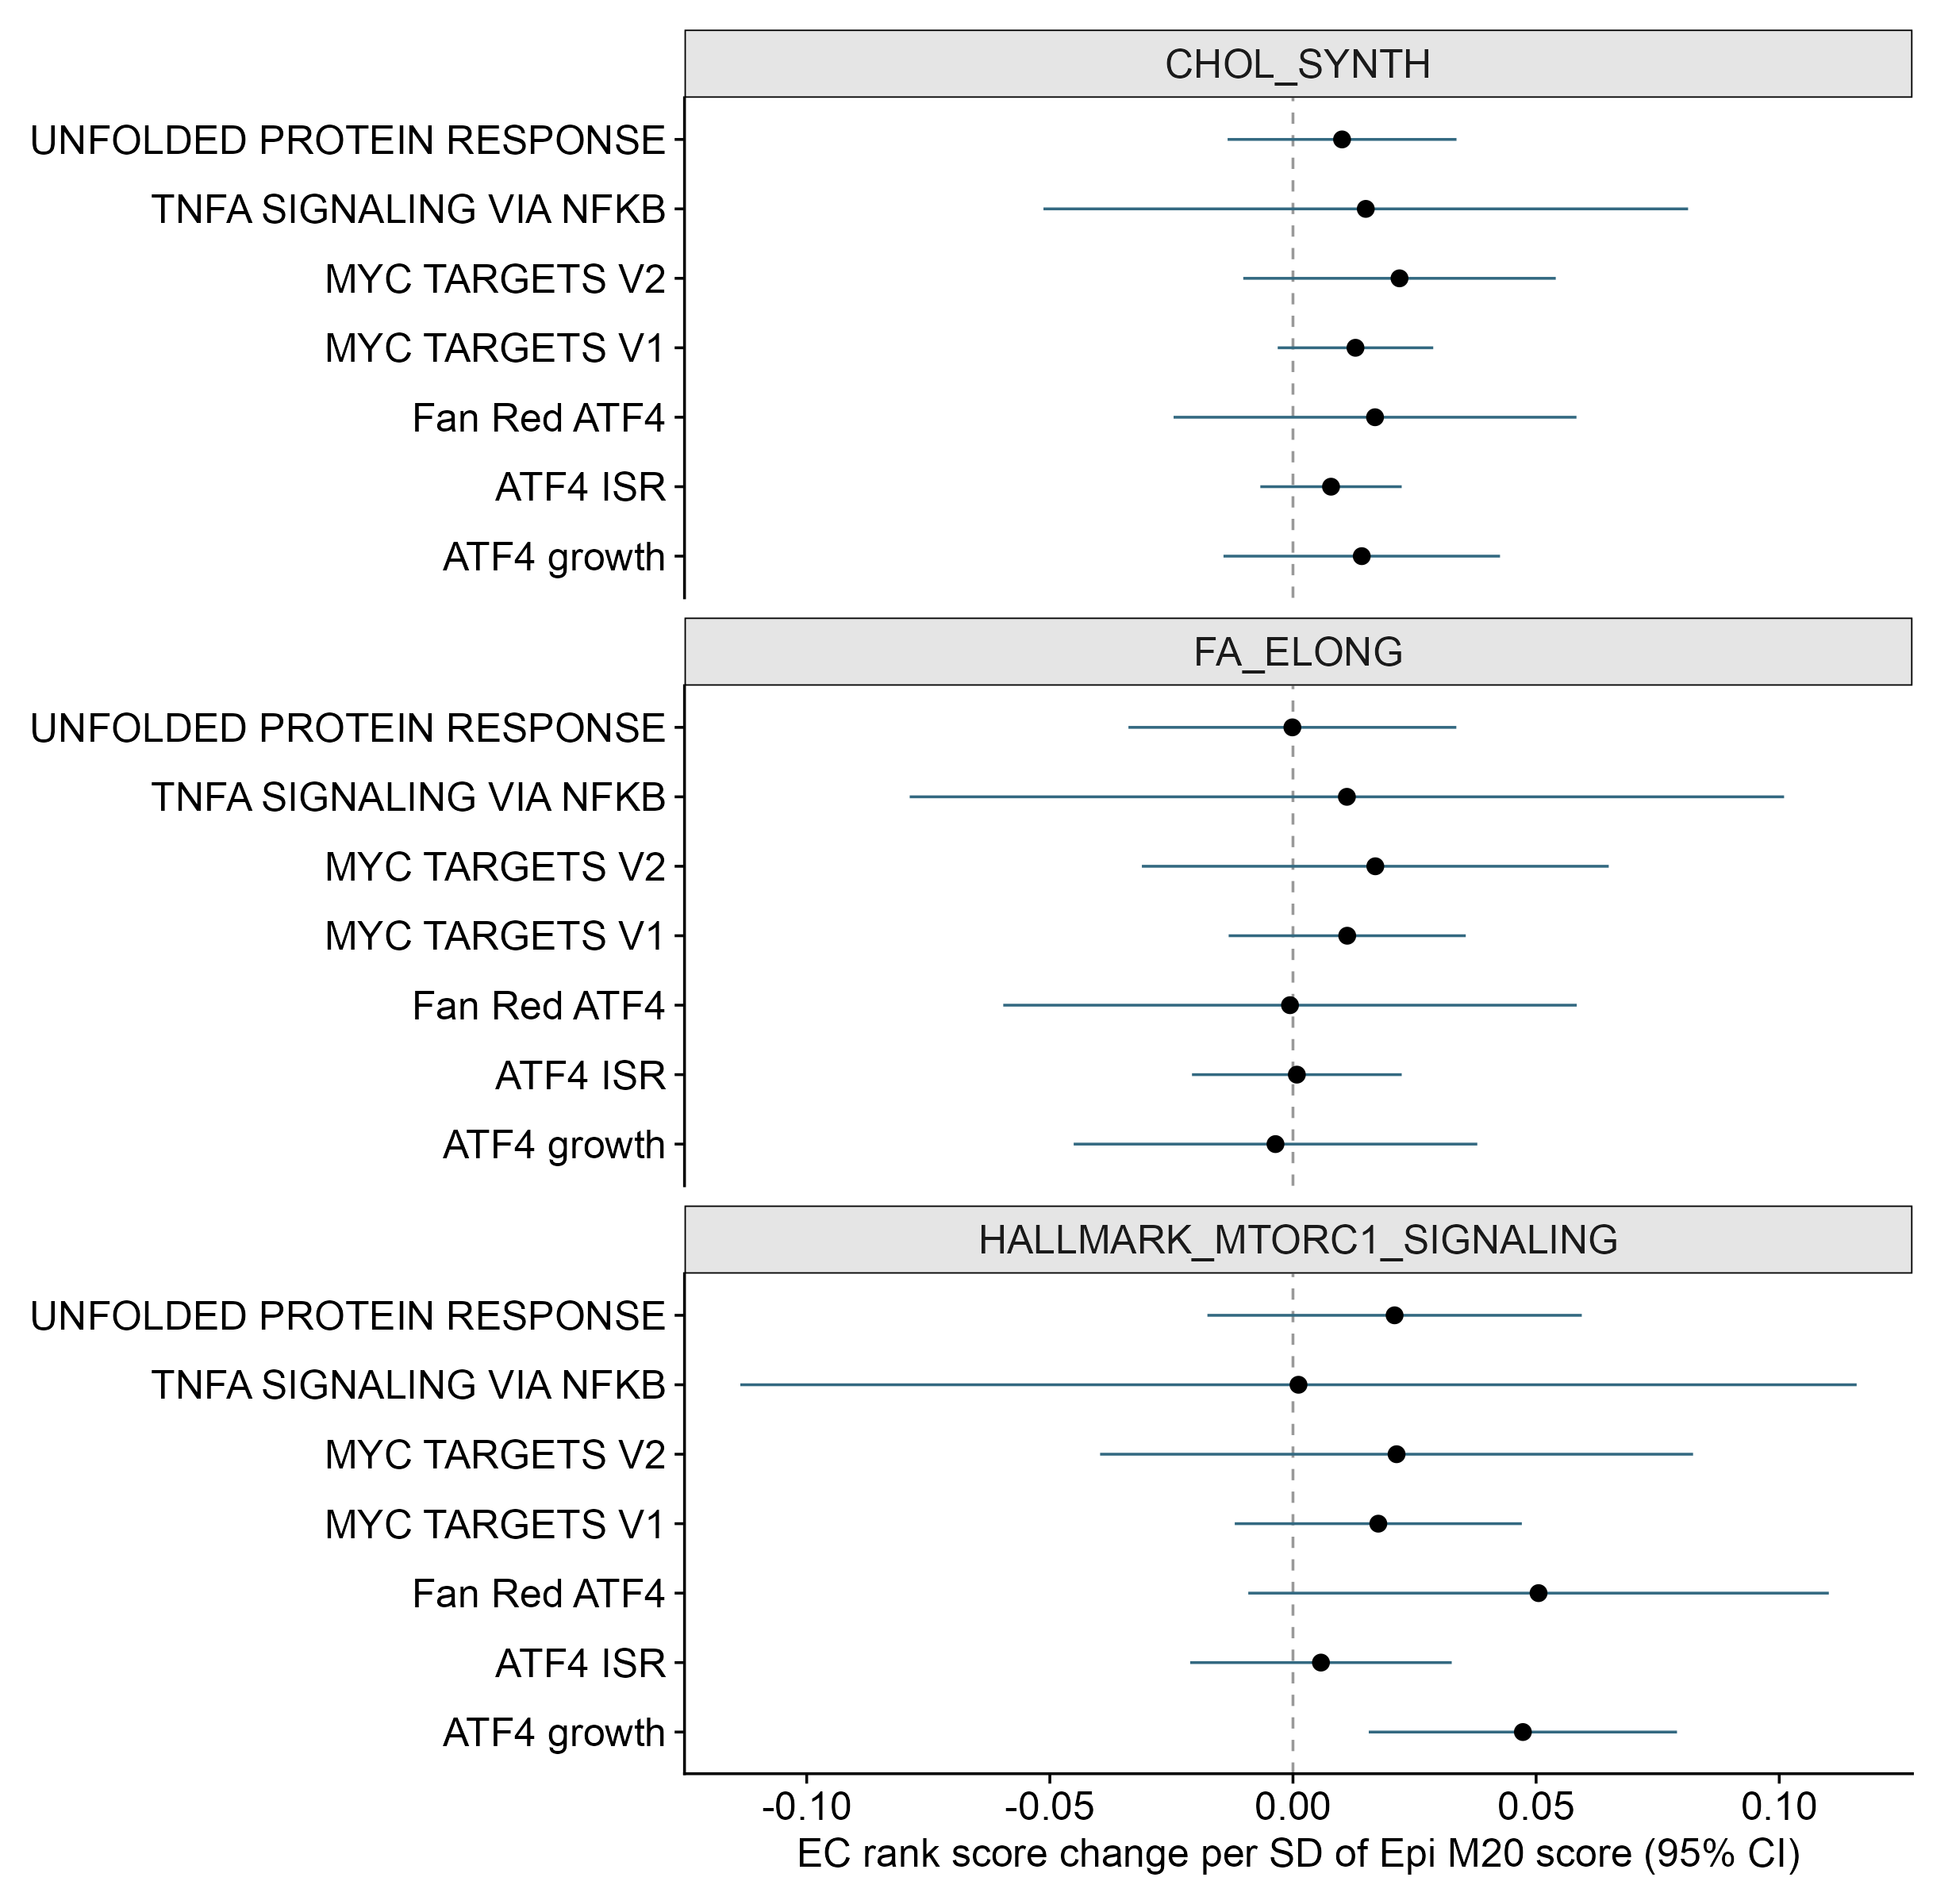 CHOL_SYNTH
UNFOLDED PROTEIN RESPONSE
TNFA SIGNALING VIA NFKB
MYC TARGETS V2
MYC TARGETS V1
Fan Red ATF4
ATF4 ISR
ATF4 growth
FA_ELONG
UNFOLDED PROTEIN RESPONSE
TNFA SIGNALING VIA NFKB
MYC TARGETS V2
MYC TARGETS V1
Fan Red ATF4
ATF4 ISR
ATF4 growth
HALLMARK_MTORC1_SIGNALING
UNFOLDED PROTEIN RESPONSE
TNFA SIGNALING VIA NFKB
MYC TARGETS V2
MYC TARGETS V1
Fan Red ATF4
ATF4 ISR
ATF4 growth
-0.10 -0.05 0.00 0.05 0.10
EC rank score change per SD of Epi M20 score (95% CI)